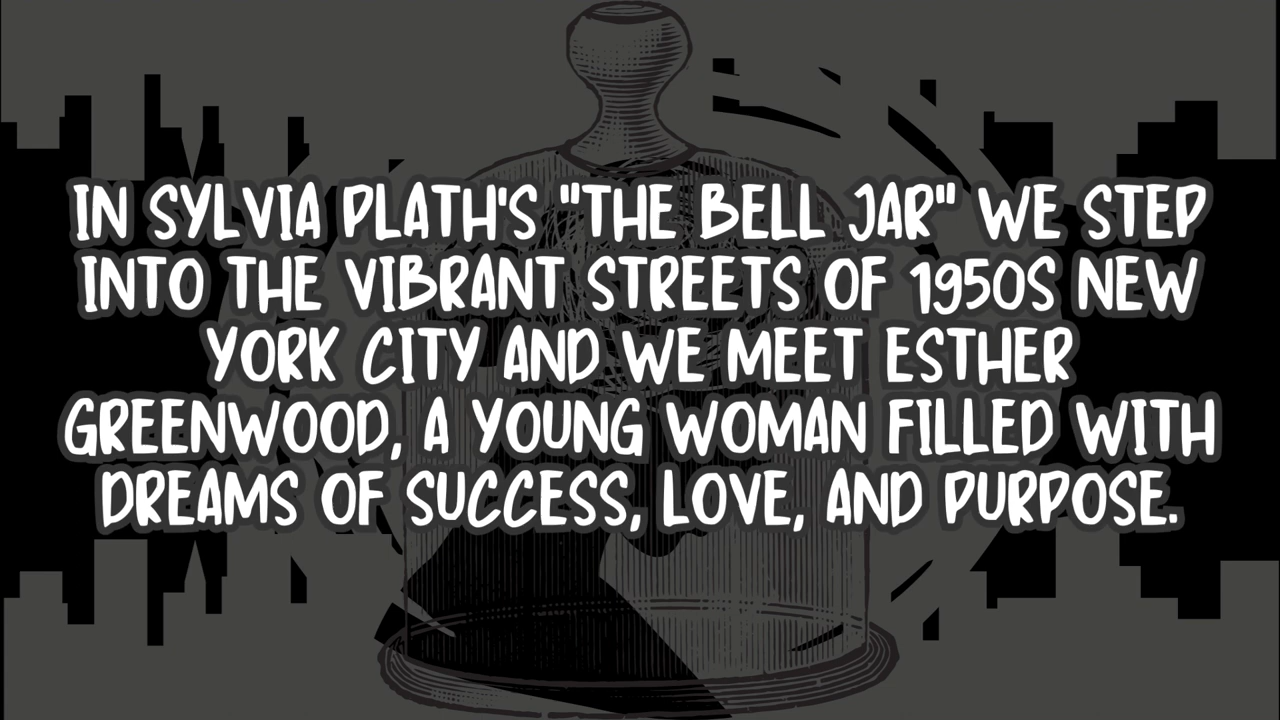 IN SYLVIA PLATH'S "THE BELL JAR" WE STEP
INTO THE VIBRANT STREETS OF 1950S NEW
YORK CITY AND WE MEET ESTHER
GREENWOOD, A YOUNG WOMAN FILLED WITH
DREAMS OF SUCCESS, LOVE, AND PURPOSE.